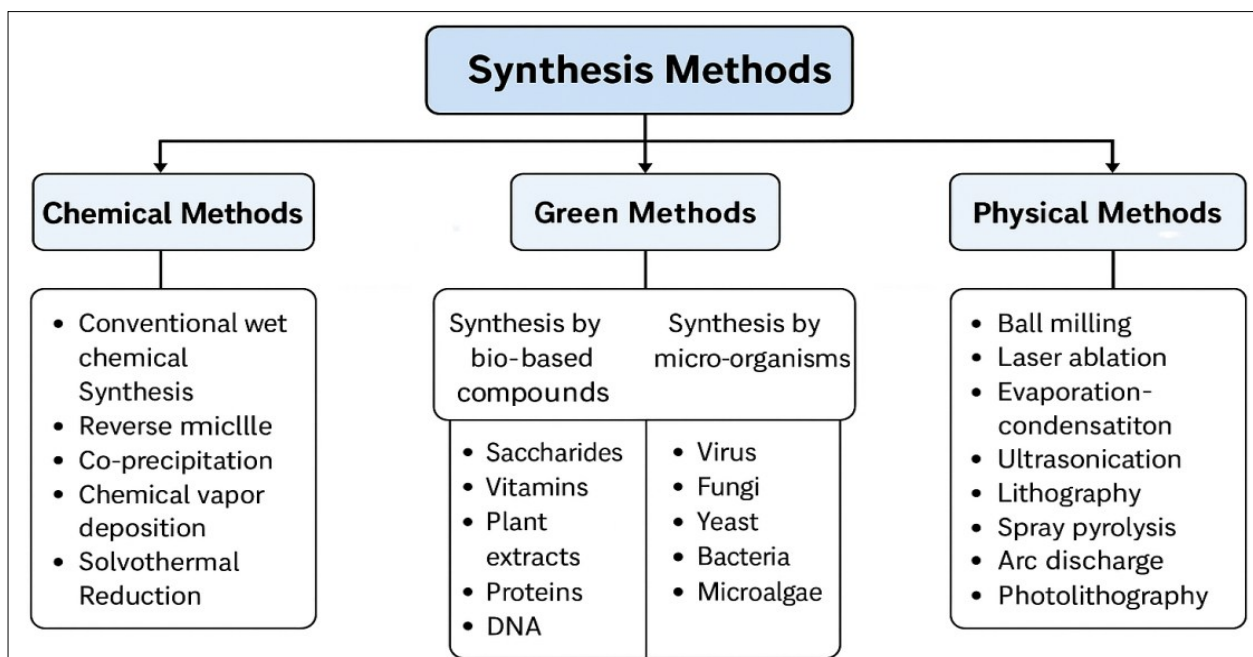 Synthesis Methods
Chemical Methods
Green Methods
Physical Methods
• Conventional wet
chemical
Synthesis
• Reverse rnicllle
• Co-precipitation
• Chemical vapor
deposition
• Solvothermal
Reduction
Synthesis by
bio-based
compounds
Synthesis by
micro-organisms
• Saccharides
• Vitamins
• Plant
extracts
• Proteins
• DNA
• Virus
• Fungi
• Yeast
• Bacteria
• Microalgae
• Ball milling
• Laser ablation
• Evaporation-
condensatiton
• Ultrasonication
• Lithography
• Spray pyrolysis
• Arc discharge
• Photolithography